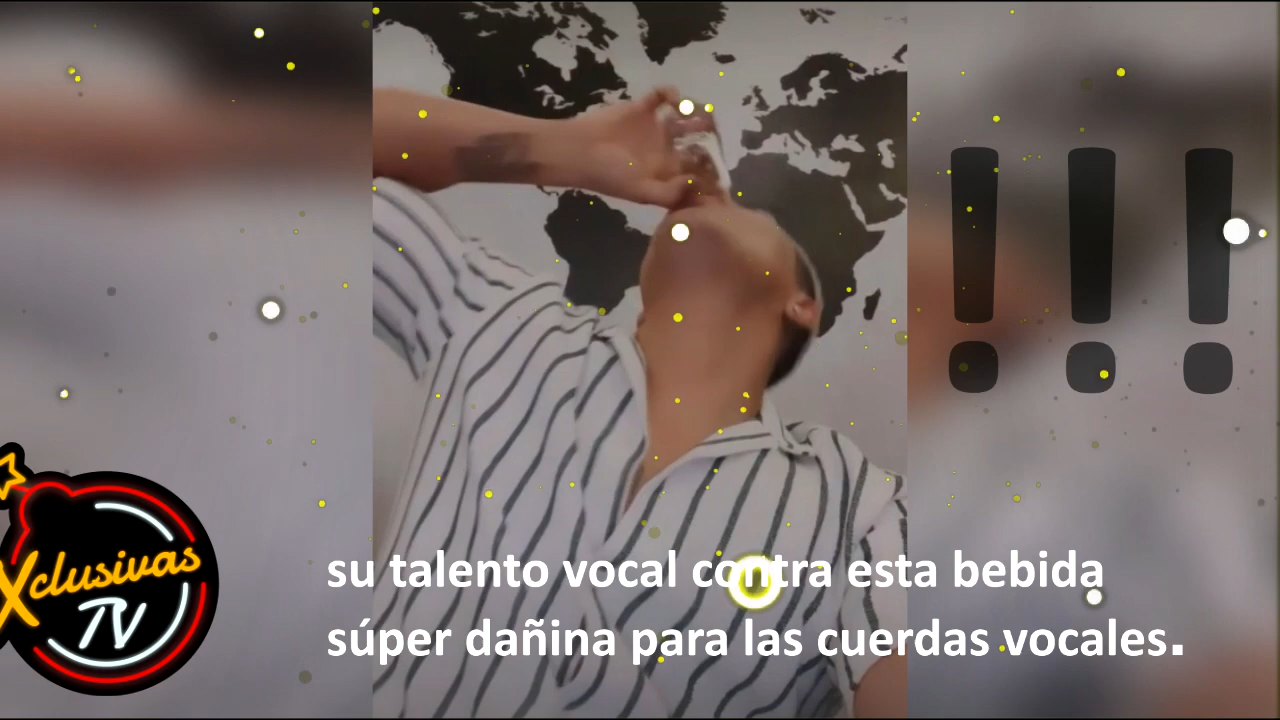 su talento vocal contra esta bebida
súper dañina para las cuerdas vocales.
!!!
Xclusivas
TV